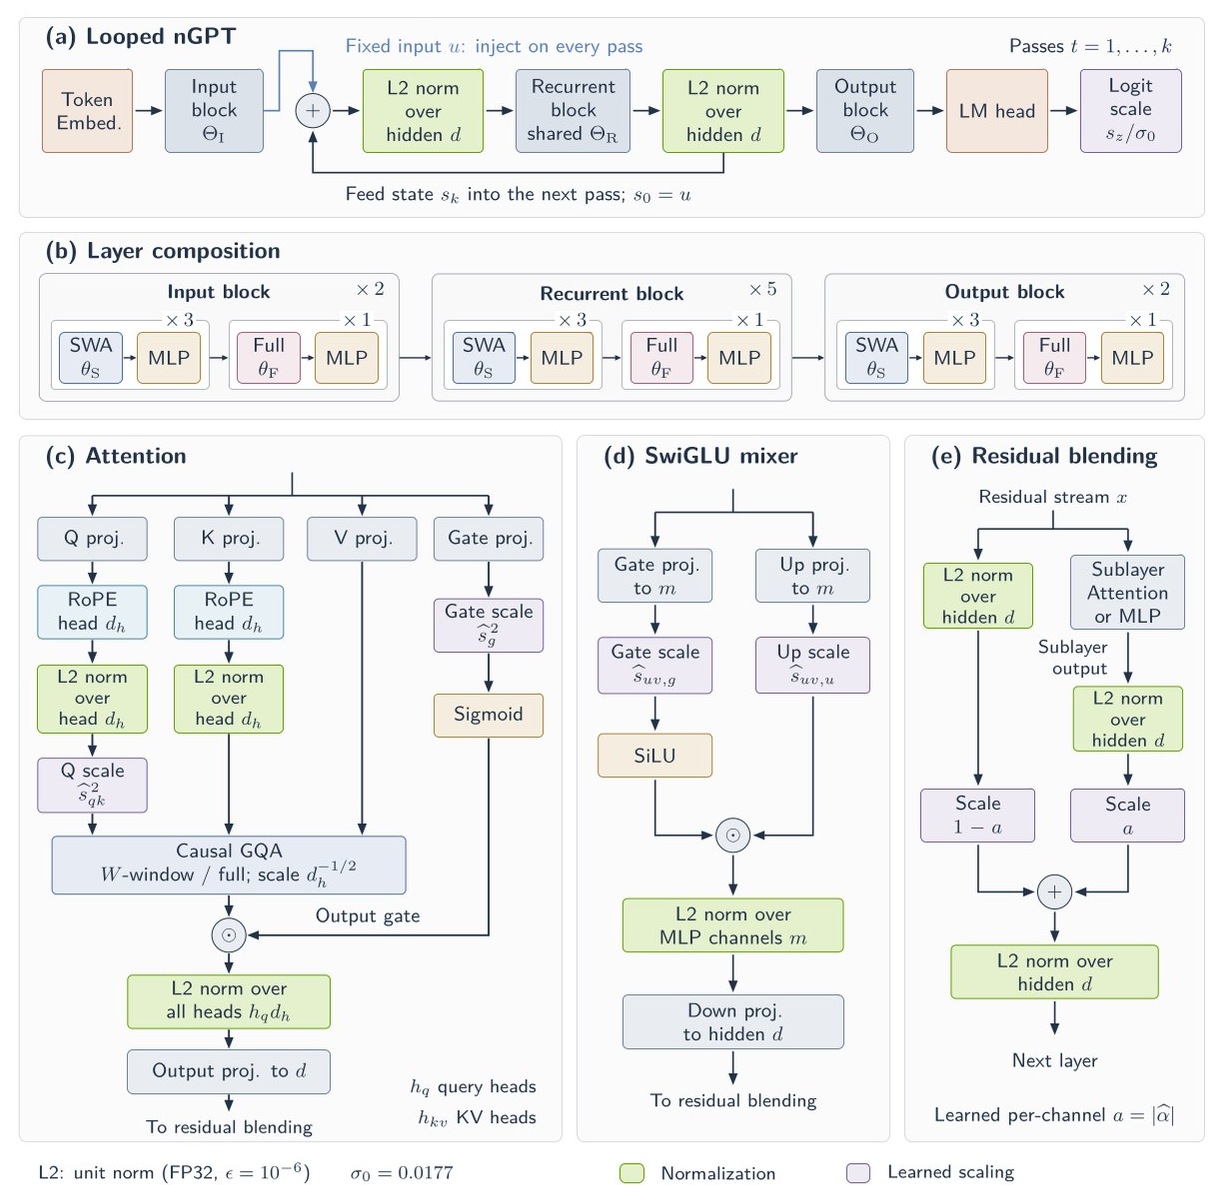 (a) Looped nGPT
Fixed input u: inject on every pass
Passes t = 1, . . . , k
Token
Embed.
Input
block
Θ_I
+
L2 norm
over
hidden d
Recurrent
block
shared Θ_R
L2 norm
over
hidden d
Output
block
Θ_O
LM head
Logit
scale
s_z/σ_0
Feed state s_k into the next pass; s_0 = u
(b) Layer composition
Input block
× 2
× 3
SWA
θ_S
MLP
× 1
Full
θ_F
MLP
Recurrent block
× 5
× 3
SWA
θ_S
MLP
× 1
Full
θ_F
MLP
Output block
× 2
× 3
SWA
θ_S
MLP
× 1
Full
θ_F
MLP
(c) Attention
Q proj.
K proj.
V proj.
Gate proj.
RoPE
head d_h
RoPE
head d_h
Gate scale
ŝ_g^2
L2 norm
over
head d_h
L2 norm
over
head d_h
Sigmoid
Q scale
ŝ_qk^2
Causal GQA
W-window / full; scale d_h^{-1/2}
Output gate
⊙
L2 norm over
all heads h_q d_h
Output proj. to d
To residual blending
h_q query heads
h_kv KV heads
(d) SwiGLU mixer
Gate proj.
to m
Up proj.
to m
Gate scale
ŝ_{uv,g}
Up scale
ŝ_{uv,u}
SiLU
⊙
L2 norm over
MLP channels m
Down proj.
to hidden d
To residual blending
(e) Residual blending
Residual stream x
L2 norm
over
hidden d
Sublayer
Attention
or MLP
Sublayer
output
L2 norm
over
hidden d
Scale
1 − a
Scale
a
+
L2 norm over
hidden d
Next layer
Learned per-channel a = |α̂|
L2: unit norm (FP32, ϵ = 10^{−6})
σ_0 = 0.0177
Normalization
Learned scaling